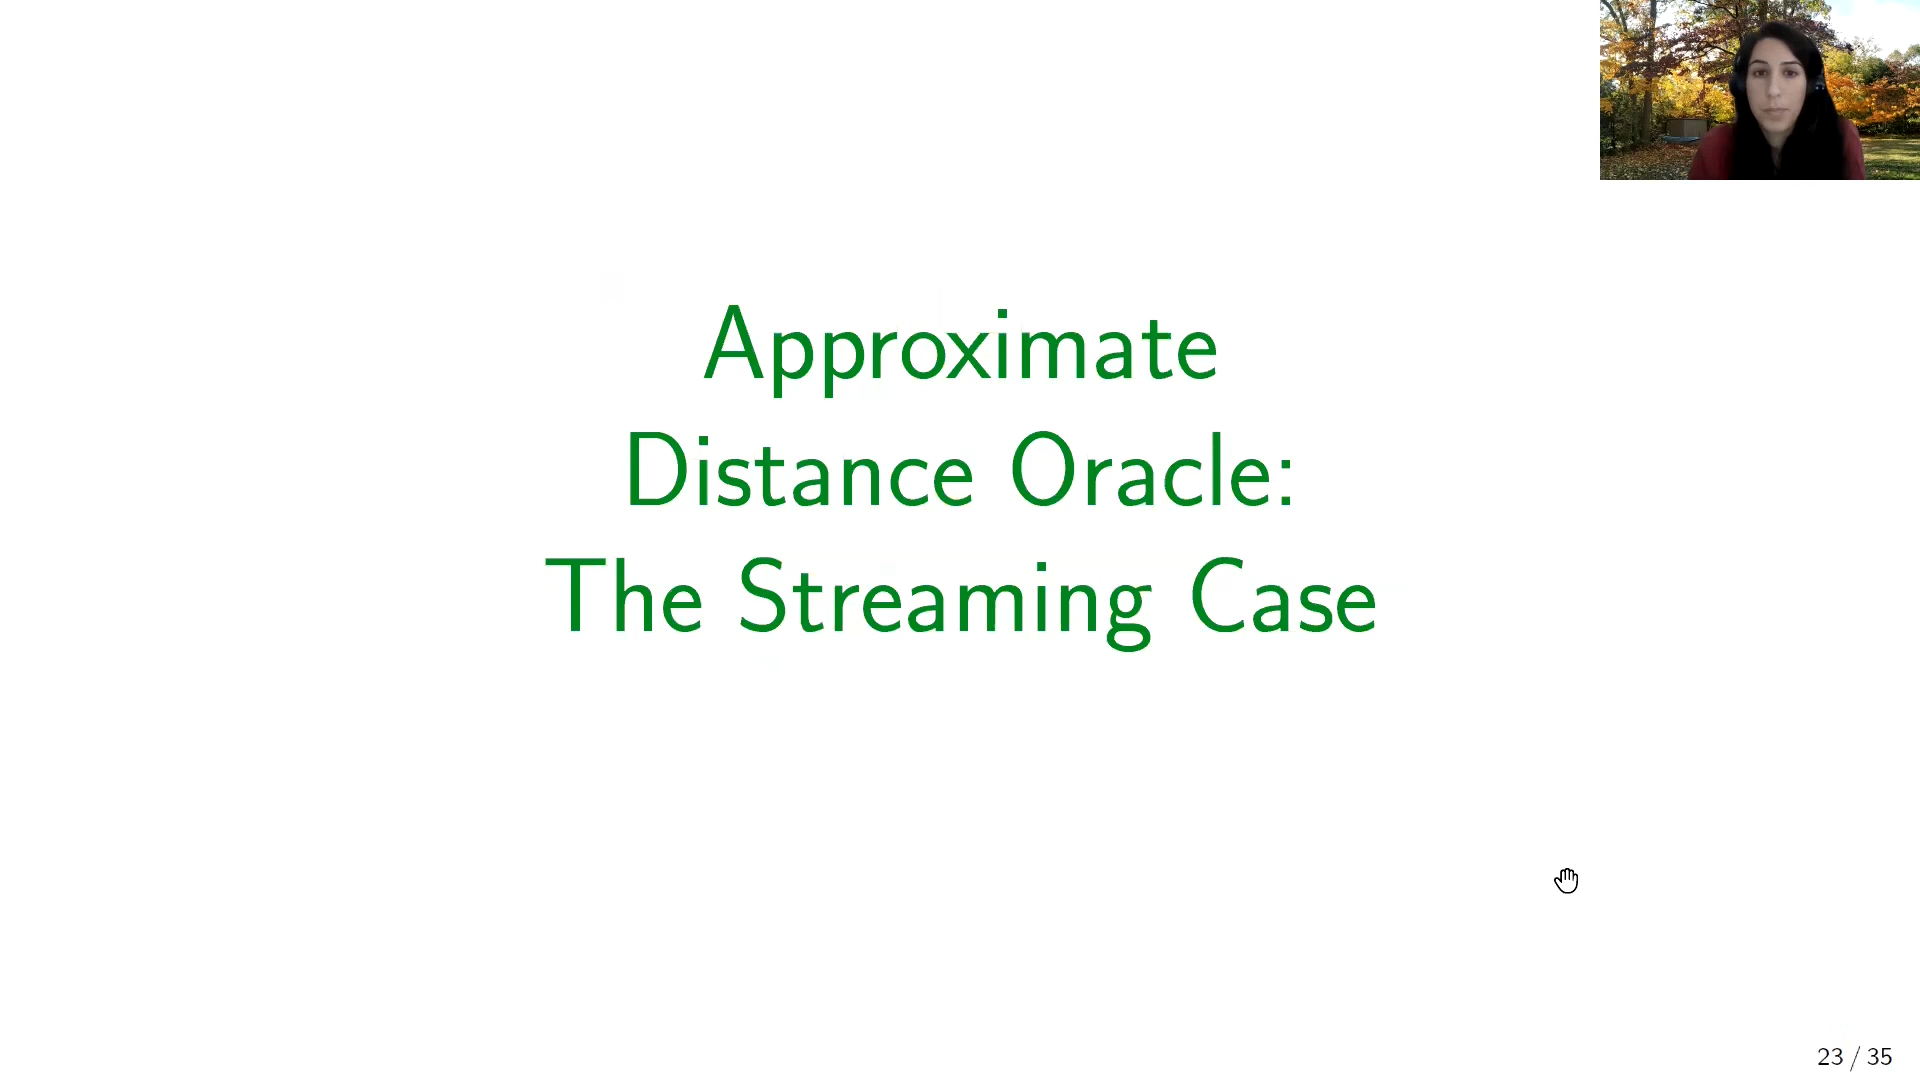 Approximate
Distance Oracle:
The Streaming Case
23 / 35